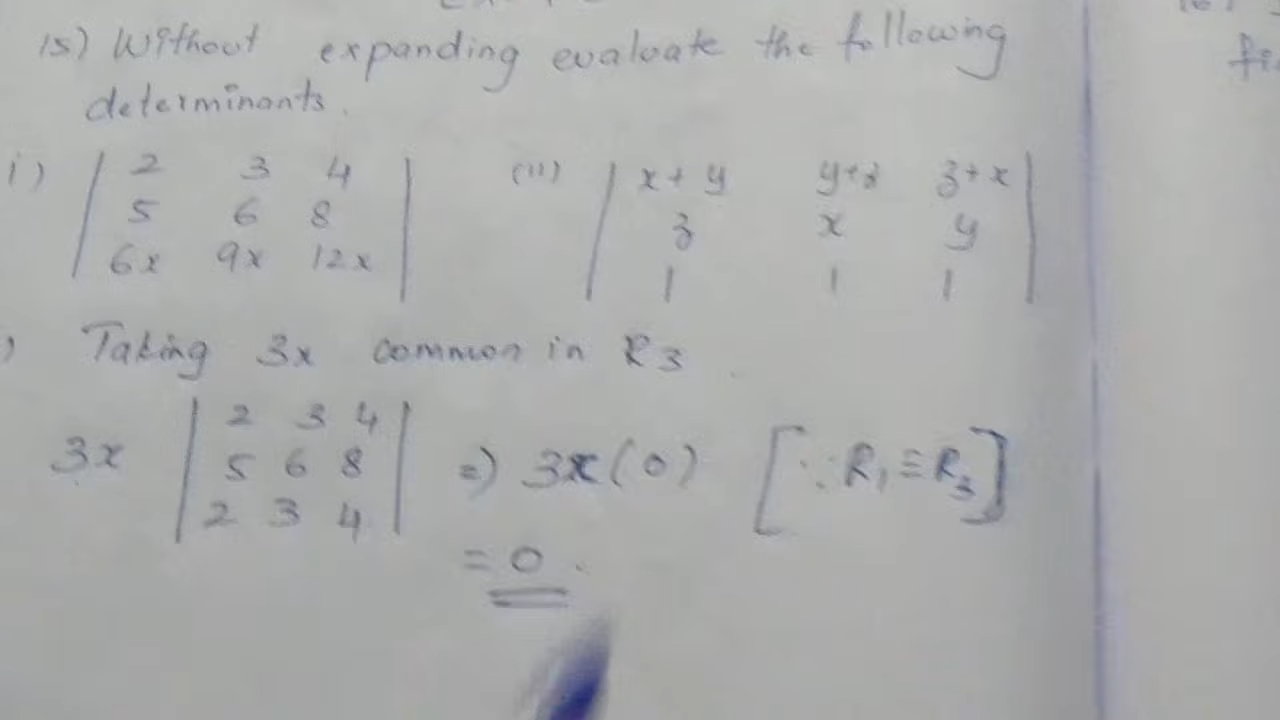 15) Without expanding evaluate the following
determinants.
i) | 2 3 4 | (ii) | x+y y+z z+x |
| 5 6 8 | | z x y |
| 6x 9x 12x | | 1 1 1 |
) Taking 3x common in R3.
3x | 2 3 4 | =) 3x(0) [∵ R1 ≡ R3]
| 5 6 8 |
| 2 3 4 |
= 0.